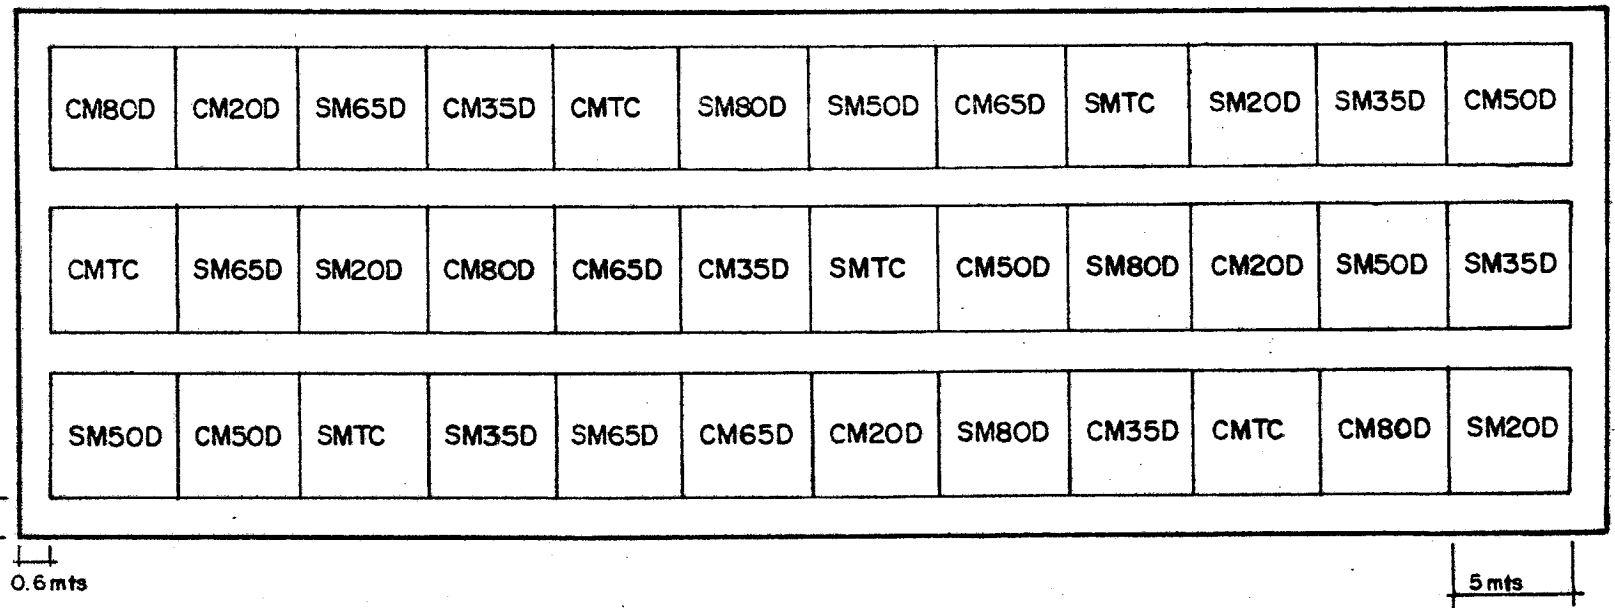 CM80D CM20D SM65D CM35D CMTC SM80D SM50D CM65D SMTC SM20D SM35D CM50D
CMTC SM65D SM20D CM80D CM65D CM35D SMTC CM50D SM80D CM20D SM50D SM35D
SM50D CM50D SMTC SM35D SM65D CM65D CM20D SM80D CM35D CMTC CM80D SM20D
0.6mts 5mts